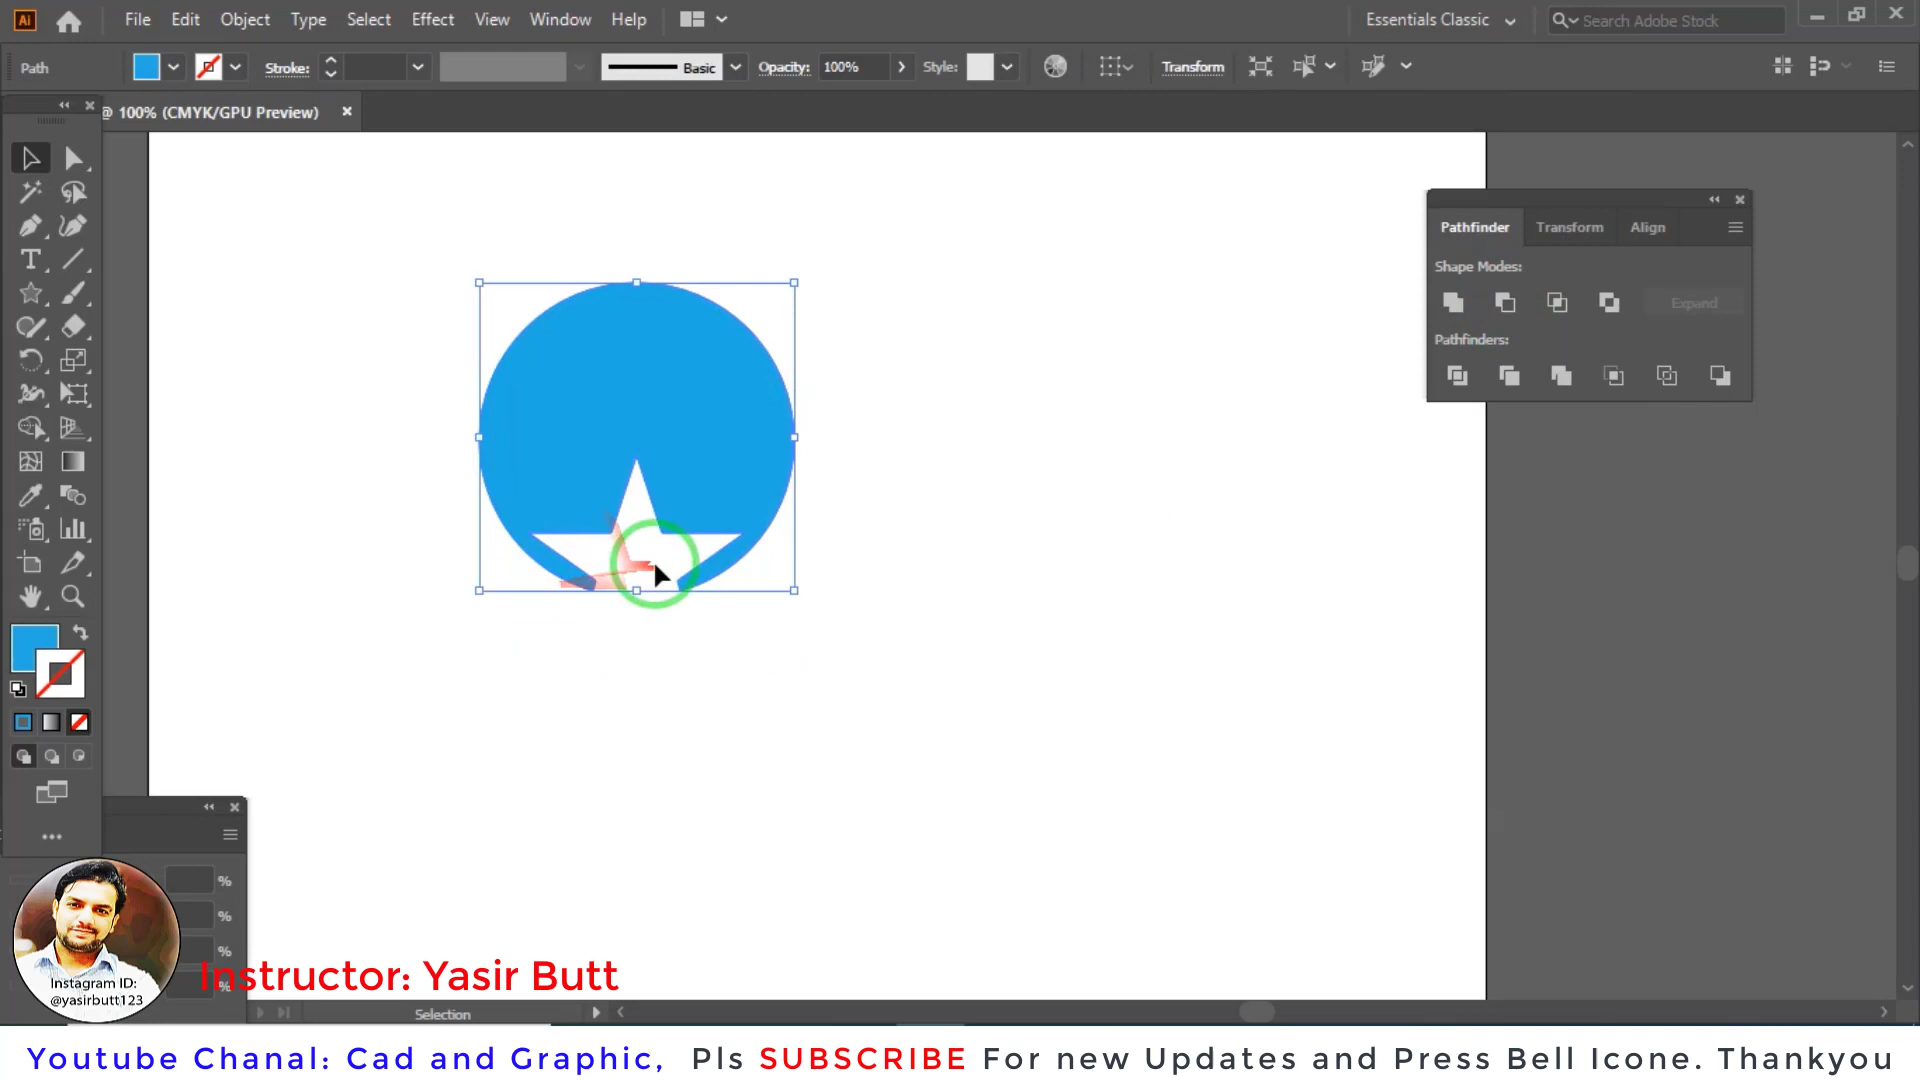 Ai File Edit Object Type Select Effect View Window Help Essentials Classic Search Adobe Stock
Path Stroke: Basic Opacity: 100% Style: Transform
@ 100% (CMYK/GPU Preview)
Pathfinder Transform Align
Shape Modes:
Expand
Pathfinders:
%
%
%
%
Instagram ID:
@yasirbutt123
Instructor: Yasir Butt
Selection
Youtube Chanal: Cad and Graphic, Pls SUBSCRIBE For new Updates and Press Bell Icone. Thankyou